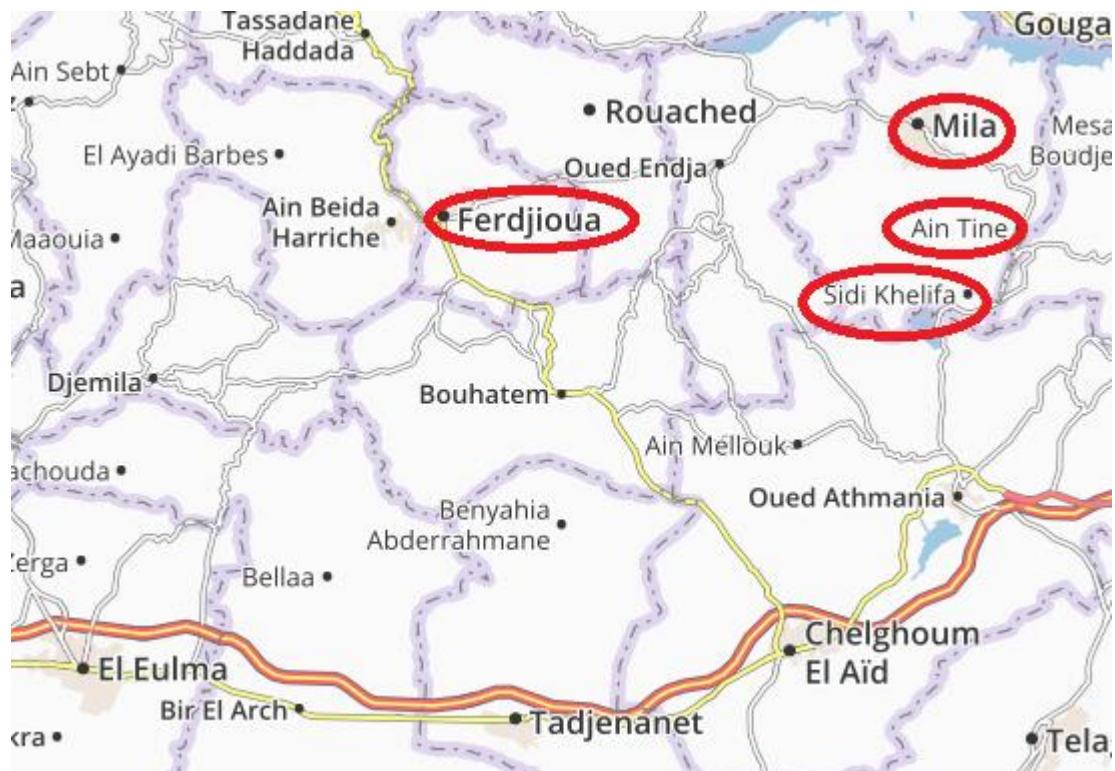 Tassadane
Haddada
Gouga
Ain Sebt
Rouached
Mila
Mesa
Boudje
El Ayadi Barbes
Oued Endja
Ain Beida
Harriche
Ferdjioua
Ain Tine
Maaouia
a
Sidi Khelifa
Djemila
Bouhatem
Ain Mellouk
achouda
Oued Athmania
Benyahia
Abderrahmane
Zerga
Bellaa
Chelghoum
El Aïd
El Eulma
Bir El Arch
Tadjenanet
kra
Tela